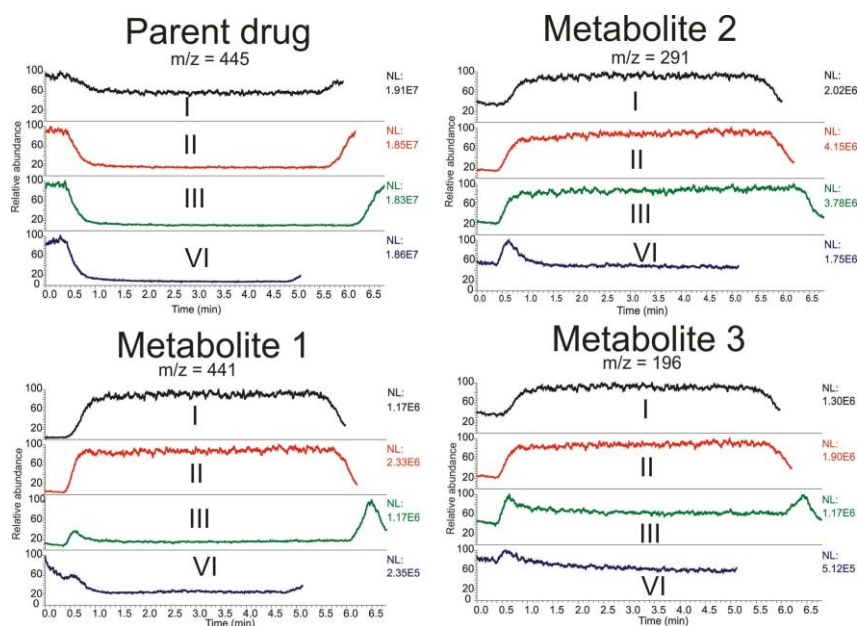 Parent drug
m/z = 445
Relative abundance
100
60
20
I
NL:
1.91E7
100
60
20
II
NL:
1.85E7
100
60
20
III
NL:
1.83E7
100
60
20
0
VI
NL:
1.86E7
0.0 0.5 1.0 1.5 2.0 2.5 3.0 3.5 4.0 4.5 5.0 5.5 6.0 6.5
Time (min)
Metabolite 2
m/z = 291
Relative abundance
100
60
20
I
NL:
2.02E6
100
60
20
II
NL:
4.15E6
100
60
20
III
NL:
3.78E6
100
60
20
0
VI
NL:
1.75E6
0.0 0.5 1.0 1.5 2.0 2.5 3.0 3.5 4.0 4.5 5.0 5.5 6.0 6.5
Time (min)
Metabolite 1
m/z = 441
Relative abundance
100
60
20
I
NL:
1.17E6
100
60
20
II
NL:
2.33E6
100
60
20
III
NL:
1.17E6
100
60
20
0
VI
NL:
2.35E5
0.0 0.5 1.0 1.5 2.0 2.5 3.0 3.5 4.0 4.5 5.0 5.5 6.0 6.5
Time (min)
Metabolite 3
m/z = 196
Relative abundance
100
60
20
I
NL:
1.30E6
100
60
20
II
NL:
1.90E6
100
60
20
III
NL:
1.17E6
100
60
20
0
VI
NL:
5.12E5
0.0 0.5 1.0 1.5 2.0 2.5 3.0 3.5 4.0 4.5 5.0 5.5 6.0 6.5
Time (min)